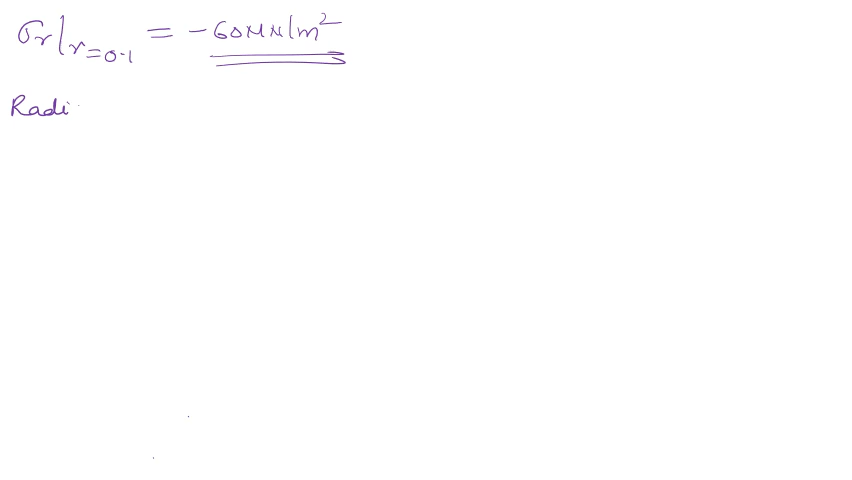 σr|r=0.1 = -60MN/m²
Radi